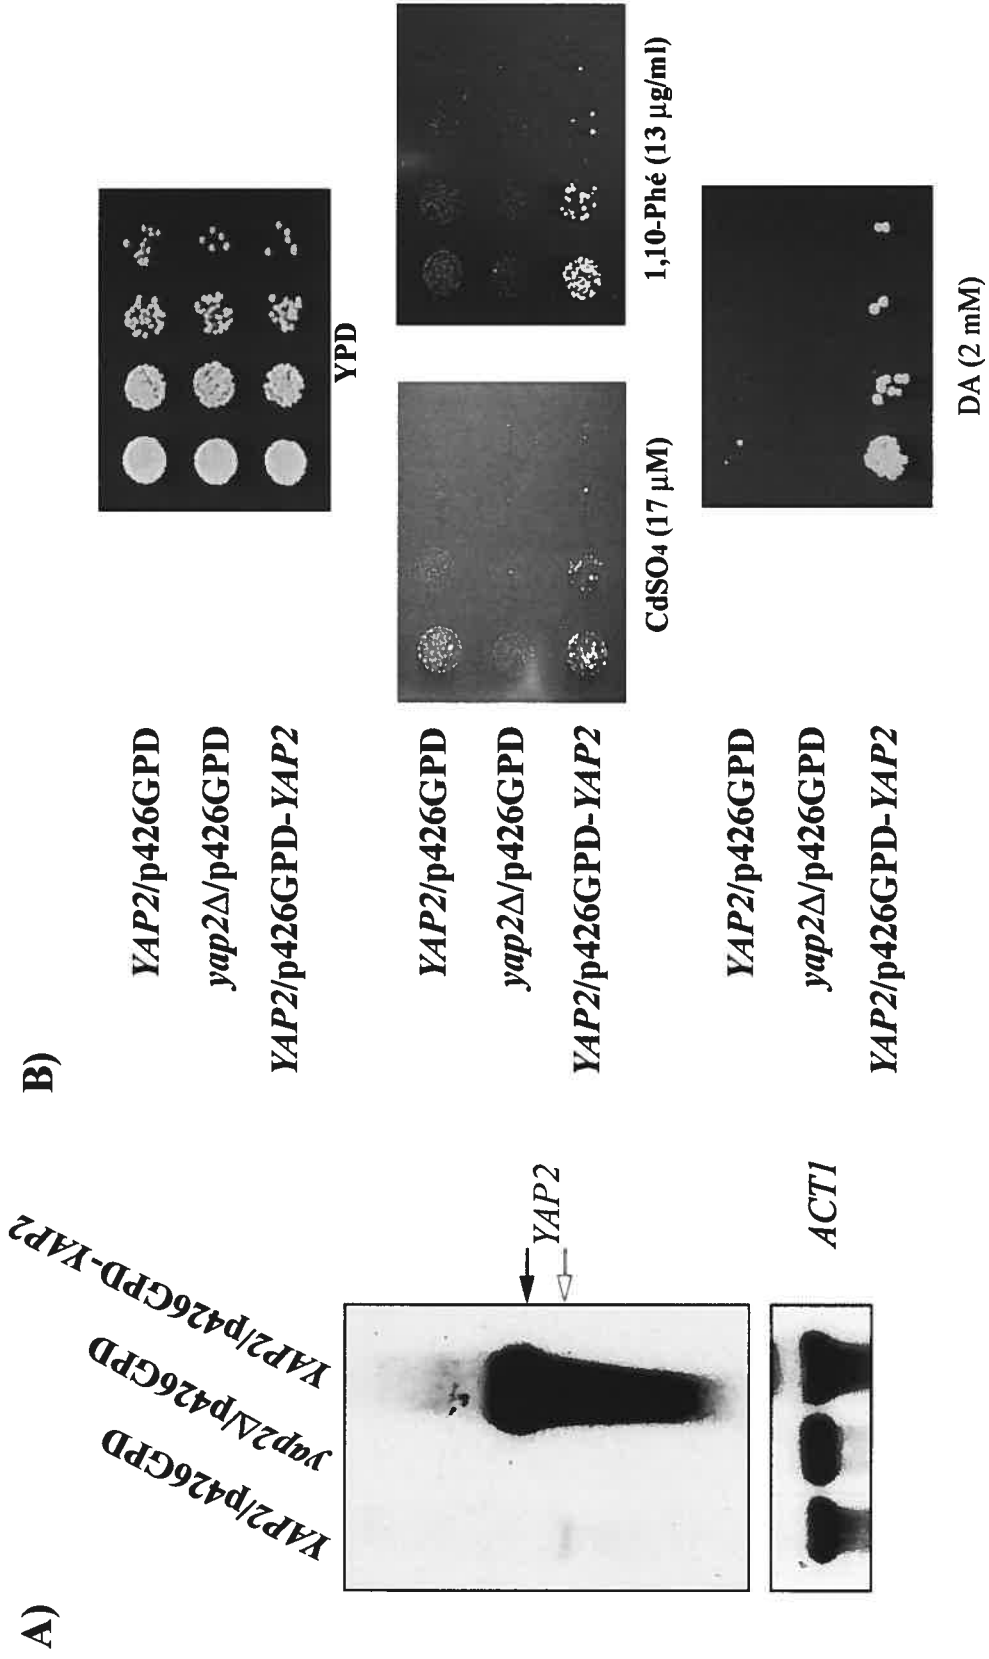 A)
YAP2/p426GPD
yap2Δ/p426GPD
YAP2/p426GPD-YAP2
YAP2
ACT1
B)
YAP2/p426GPD
yap2Δ/p426GPD
YAP2/p426GPD-YAP2
YPD
YAP2/p426GPD
yap2Δ/p426GPD
YAP2/p426GPD-YAP2
CdSO4 (17 μM)
1,10-Phé (13 μg/ml)
YAP2/p426GPD
yap2Δ/p426GPD
YAP2/p426GPD-YAP2
DA (2 mM)